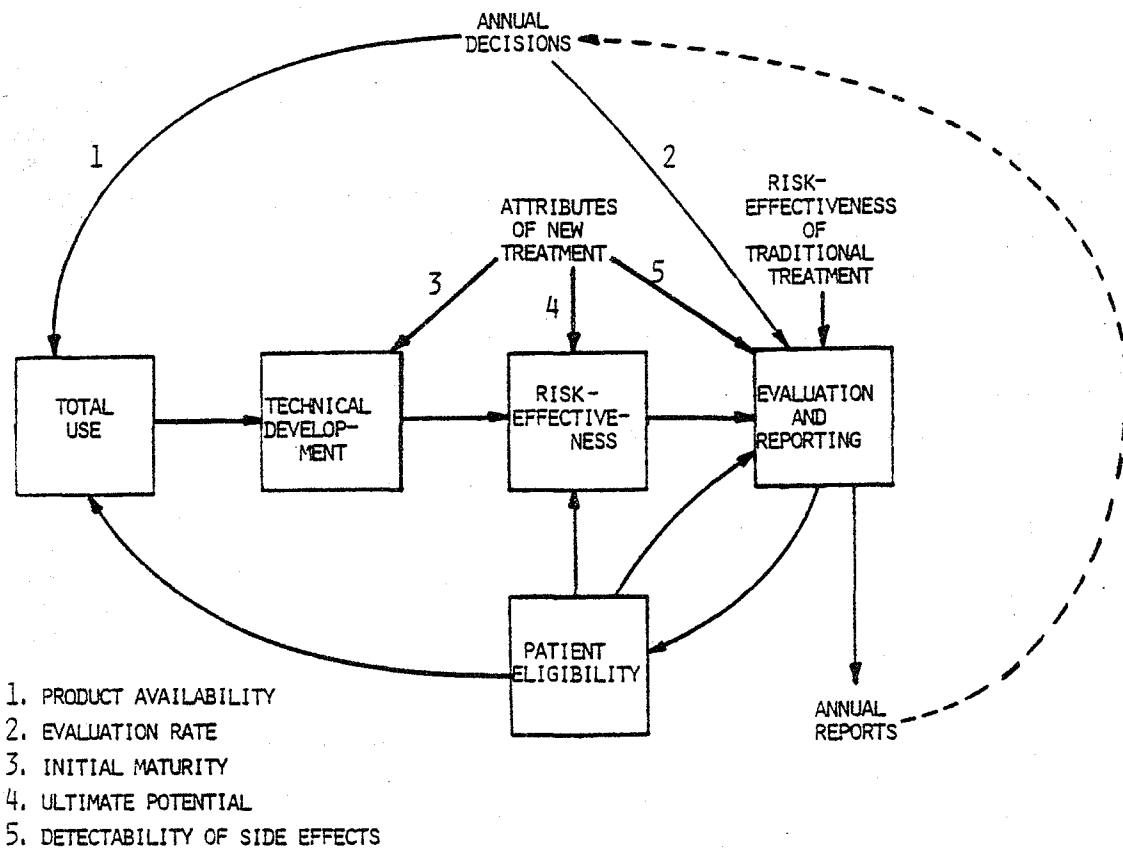 ANNUAL
DECISIONS
1
2
RISK-
EFFECTIVENESS
OF
TRADITIONAL
TREATMENT
ATTRIBUTES
OF NEW
TREATMENT
3
4
5
TOTAL
USE
TECHNICAL
DEVELOP-
MENT
RISK-
EFFECTIVE-
NESS
EVALUATION
AND
REPORTING
PATIENT
ELIGIBILITY
ANNUAL
REPORTS
1. PRODUCT AVAILABILITY
2. EVALUATION RATE
3. INITIAL MATURITY
4. ULTIMATE POTENTIAL
5. DETECTABILITY OF SIDE EFFECTS